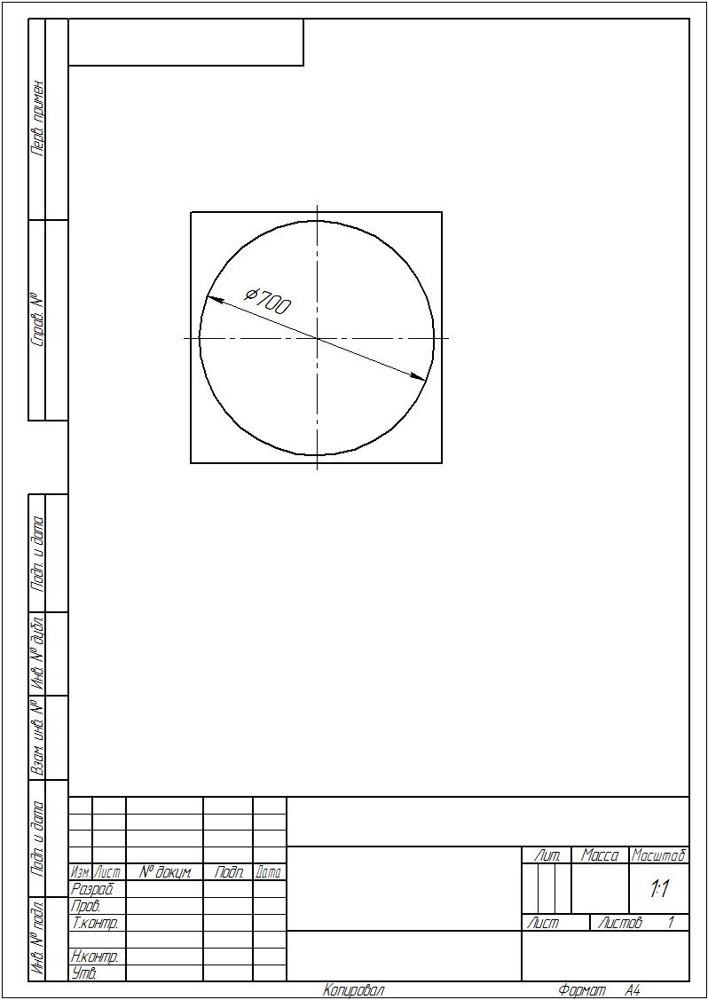 Перв. примен.
Справ. №
⌀700
Подп. и дата
Инв. № дубл.
Взам. инв. №
Подп. и дата
Инв. № подл.
Лит. Масса Масштаб
Изм. Лист № докум. Подп. Дата
Разраб. 1:1
Пров.
Т.контр. Лист Листов 1
Н.контр.
Утв.
Копировал Формат А4